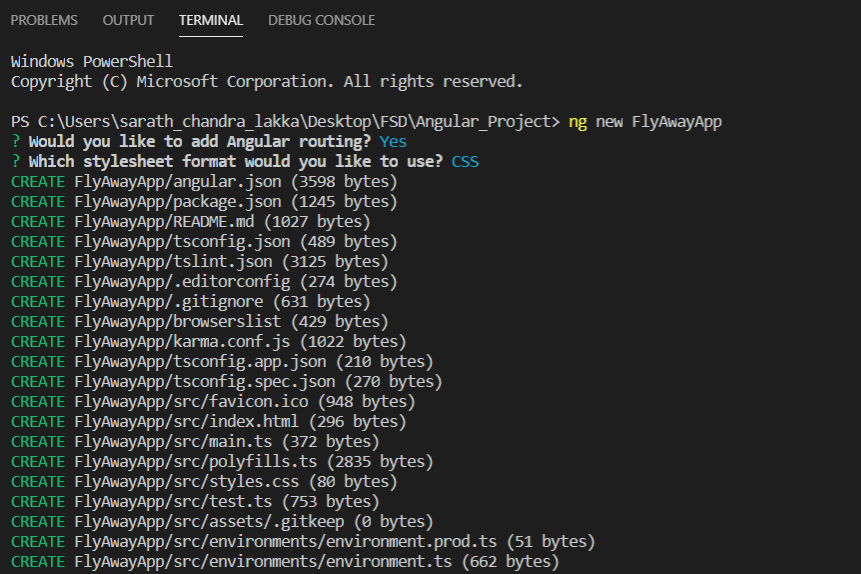 PROBLEMS OUTPUT TERMINAL DEBUG CONSOLE
Windows PowerShell
Copyright (C) Microsoft Corporation. All rights reserved.
PS C:\Users\sarath_chandra_lakka\Desktop\FSD\Angular_Project> ng new FlyAwayApp
? Would you like to add Angular routing? Yes
? Which stylesheet format would you like to use? CSS
CREATE FlyAwayApp/angular.json (3598 bytes)
CREATE FlyAwayApp/package.json (1245 bytes)
CREATE FlyAwayApp/README.md (1027 bytes)
CREATE FlyAwayApp/tsconfig.json (489 bytes)
CREATE FlyAwayApp/tslint.json (3125 bytes)
CREATE FlyAwayApp/.editorconfig (274 bytes)
CREATE FlyAwayApp/.gitignore (631 bytes)
CREATE FlyAwayApp/browserslist (429 bytes)
CREATE FlyAwayApp/karma.conf.js (1022 bytes)
CREATE FlyAwayApp/tsconfig.app.json (210 bytes)
CREATE FlyAwayApp/tsconfig.spec.json (270 bytes)
CREATE FlyAwayApp/src/favicon.ico (948 bytes)
CREATE FlyAwayApp/src/index.html (296 bytes)
CREATE FlyAwayApp/src/main.ts (372 bytes)
CREATE FlyAwayApp/src/polyfills.ts (2835 bytes)
CREATE FlyAwayApp/src/styles.css (80 bytes)
CREATE FlyAwayApp/src/test.ts (753 bytes)
CREATE FlyAwayApp/src/assets/.gitkeep (0 bytes)
CREATE FlyAwayApp/src/environments/environment.prod.ts (51 bytes)
CREATE FlyAwayApp/src/environments/environment.ts (662 bytes)